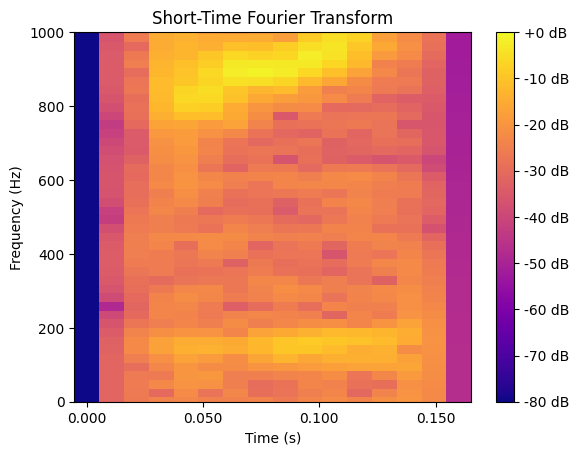 Short-Time Fourier Transform
Frequency (Hz)
1000
800
600
400
200
0
0.000
0.050
0.100
0.150
Time (s)
+0 dB
-10 dB
-20 dB
-30 dB
-40 dB
-50 dB
-60 dB
-70 dB
-80 dB